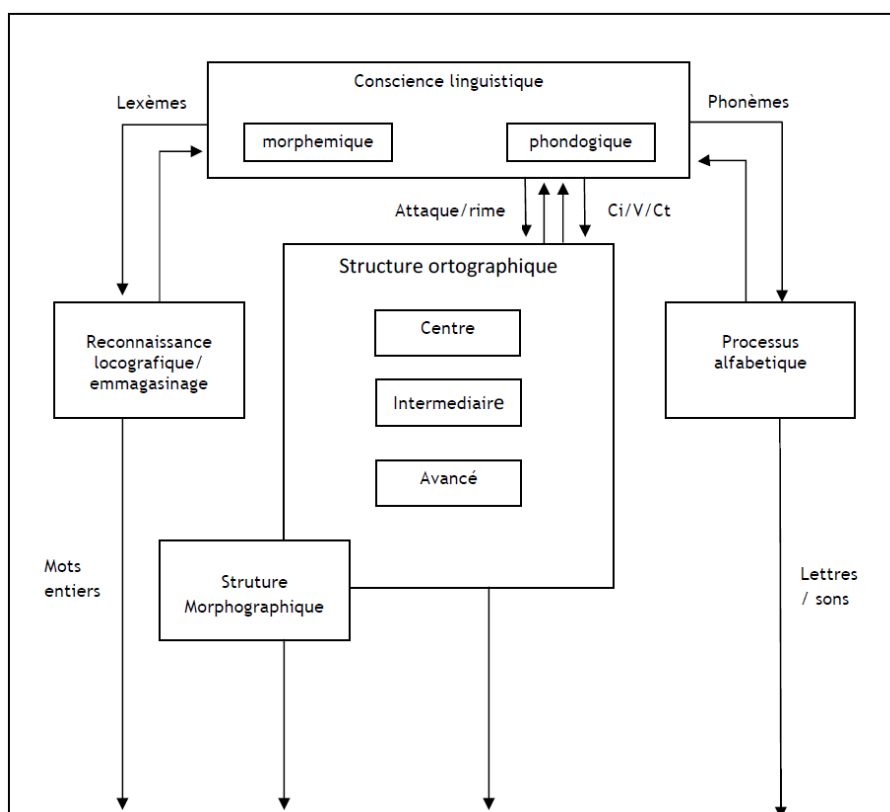 Conscience linguistique
Lexèmes
Phonèmes
morphemique
phondogique
Attaque/rime
Ci/V/Ct
Structure ortographique
Centre
Reconnaissance
locografique/
emmagasinage
Processus
alfabetique
Intermediaire
Avancé
Mots
entiers
Struture
Morphographique
Lettres
/ sons